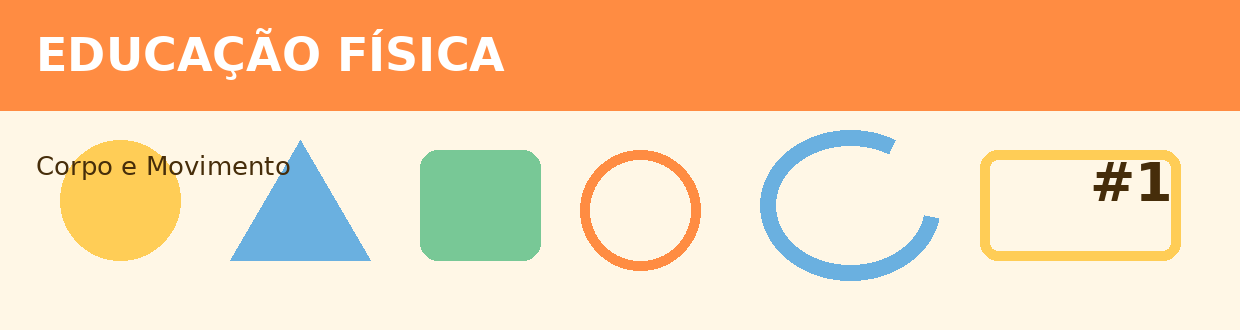 EDUCAÇÃO FÍSICA
Corpo e Movimento
#1